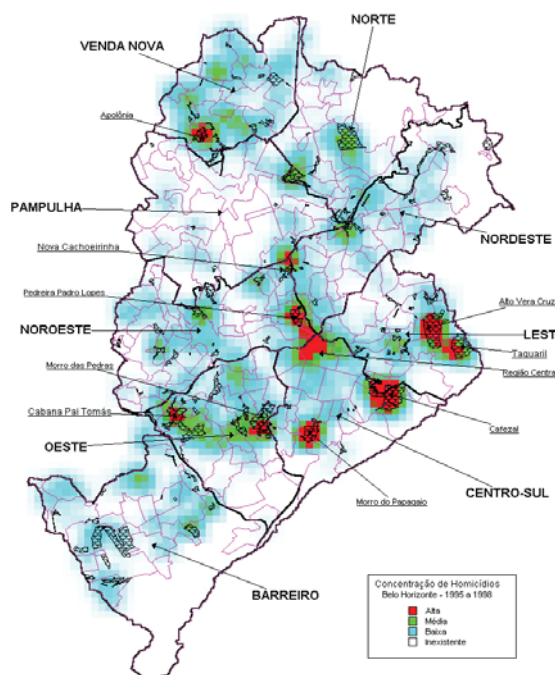 NORTE
VENDA NOVA
Apolônia
PAMPULHA
NORDESTE
Nova Cachoeirinha
Alto Vera Cruz
Pedreira Padro Lopes
NOROESTE
LEST
Taquaril
Morro das Pedras
Região Centra
Cabana Pai Tomás
Cafezal
OESTE
CENTRO-SUL
Morro do Papagaio
BARREIRO
Concentração de Homicídios
Belo Horizonte - 1995 a 1998
Alta
Média
Baixa
Inexistente